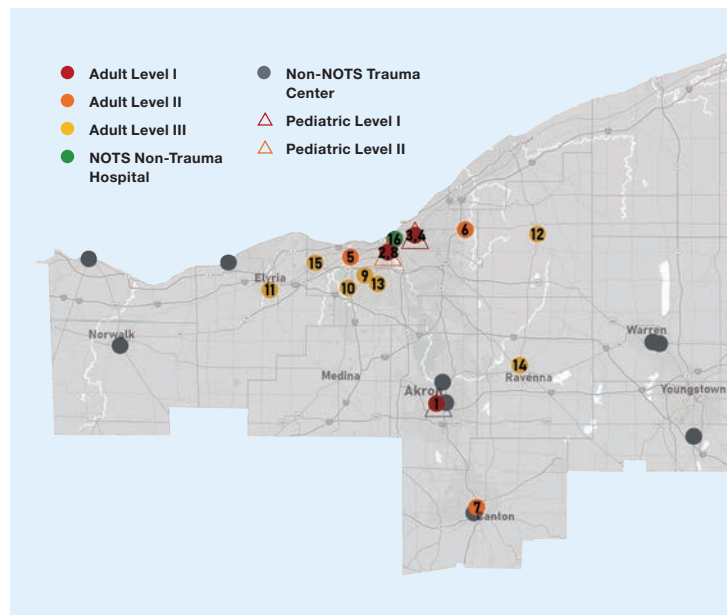 Adult Level I
Adult Level II
Adult Level III
NOTS Non-Trauma
Hospital
Non-NOTS Trauma
Center
Pediatric Level I
Pediatric Level II
16
3,4
6
12
2,8
5
15
9
13
10
11
Elyria
Norwalk
Warren
Medina
14
Ravenna
Akron
1
Youngstown
7
Canton